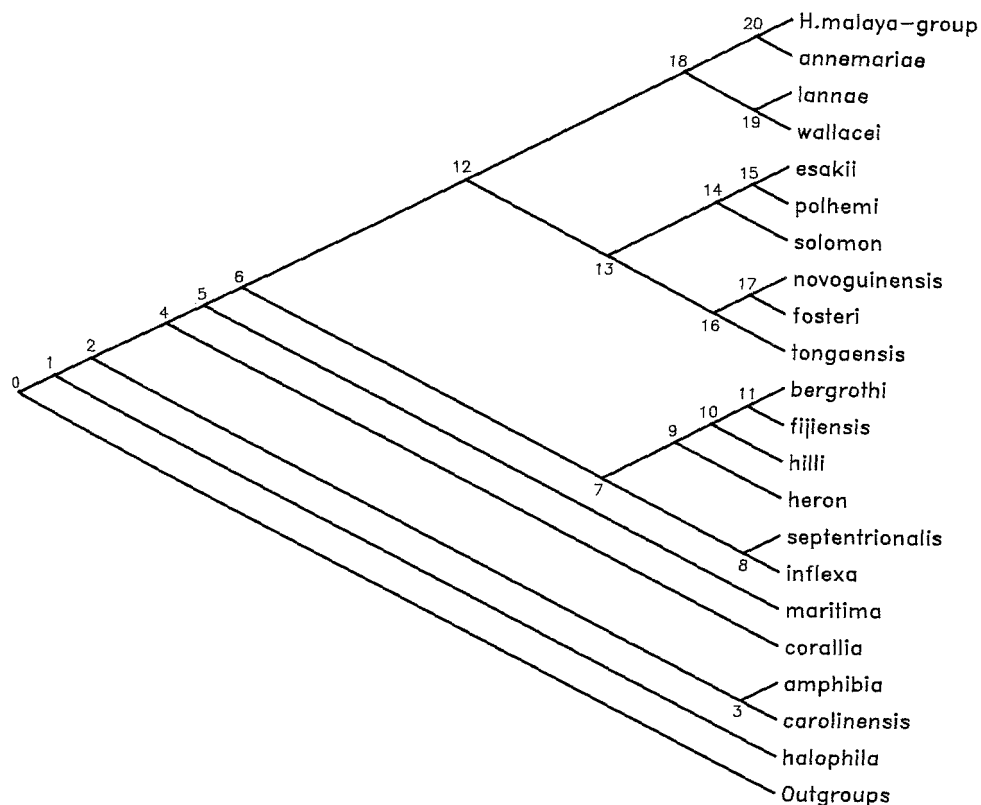 20
H.malaya-group
annemariae
18
lannae
19
wallacei
12
esakii
15
14
polhemi
solomon
13
novoguinensis
17
fosteri
16
tongaensis
6
5
4
bergrothi
11
fijiensis
10
9
hilli
7
heron
2
1
0
septentrionalis
8
inflexa
maritima
corallia
amphibia
3
carolinensis
halophila
Outgroups